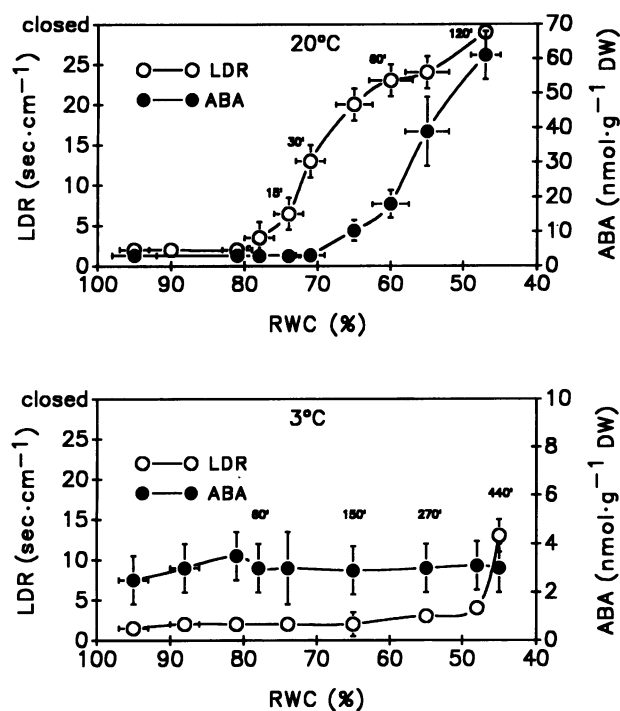 closed
20°C
120'
70
25
LDR
80'
60
20
ABA
50
15
30'
40
10
15'
30
5
20
0
10
0
LDR (sec·cm⁻¹)
ABA (nmol·g⁻¹ DW)
100 90 80 70 60 50 40
RWC (%)
closed
3°C
10
25
LDR
8
20
ABA
60' 150' 270' 440'
6
15
4
10
5
2
0
0
LDR (sec·cm⁻¹)
ABA (nmol·g⁻¹ DW)
100 90 80 70 60 50 40
RWC (%)